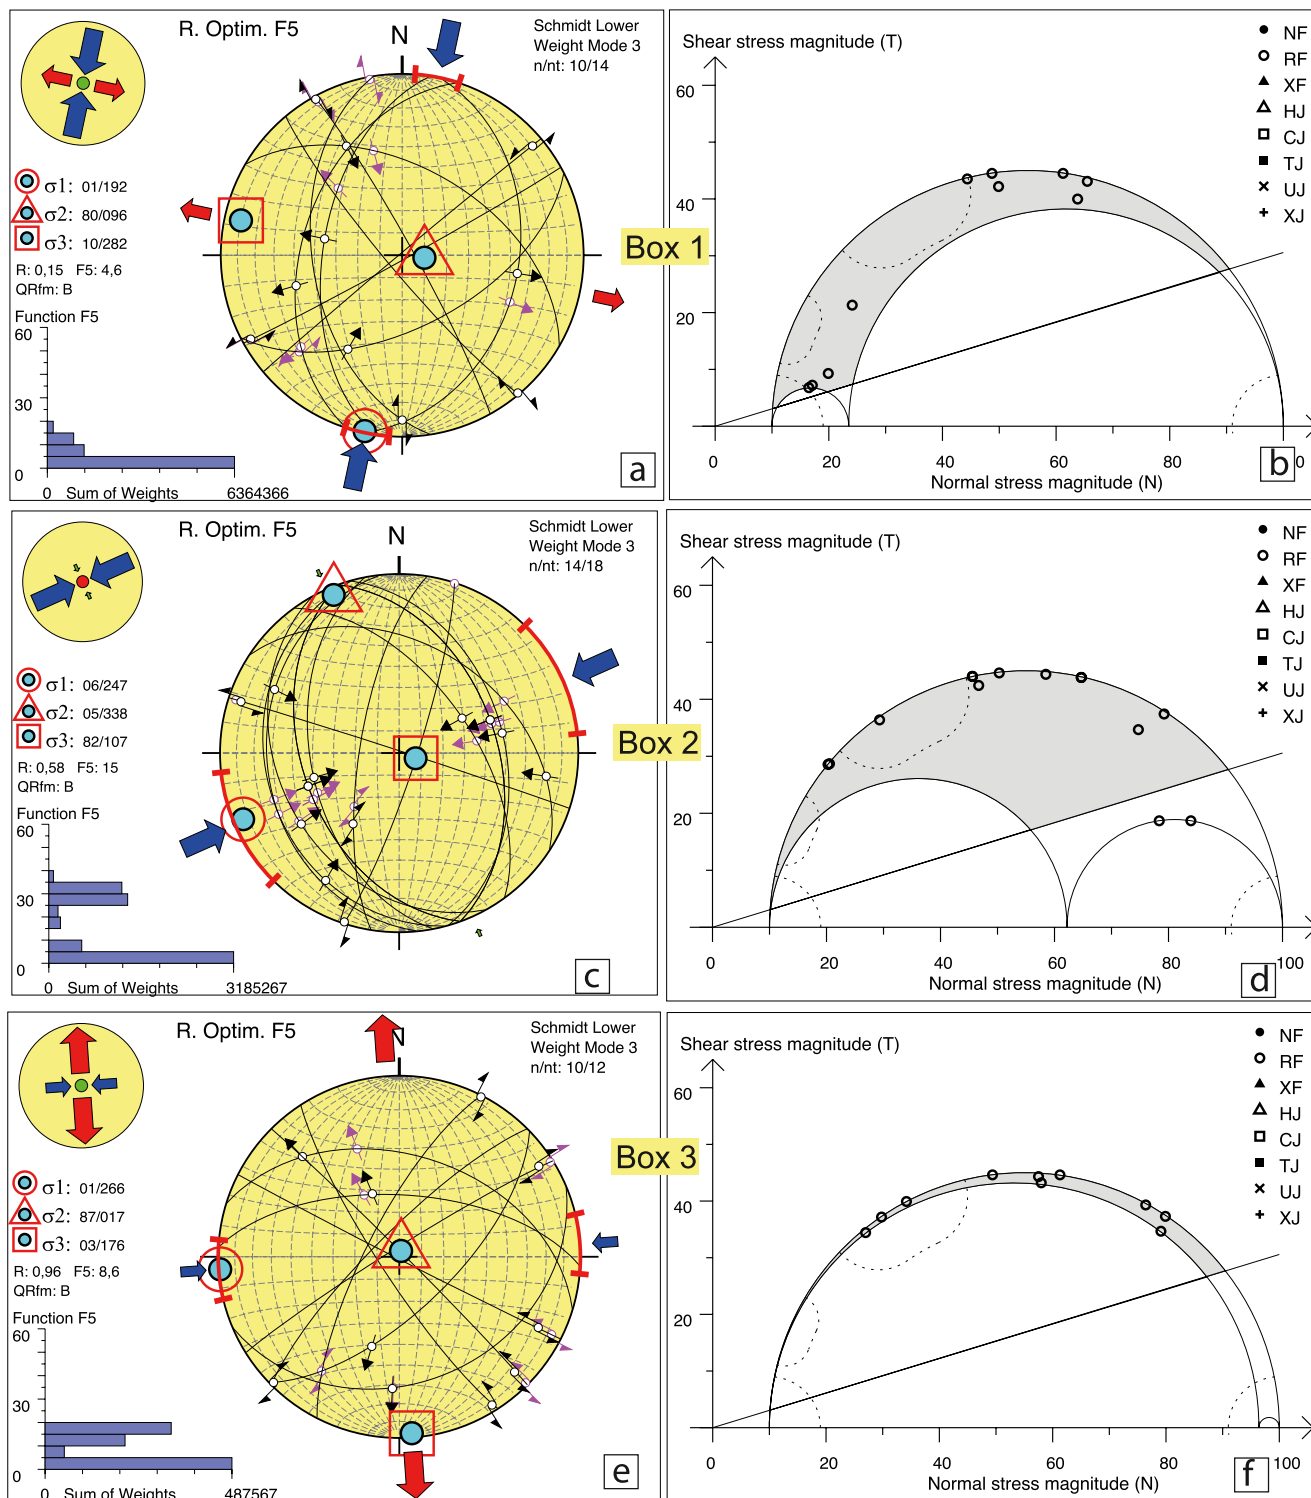 R. Optim. F5
Schmidt Lower
Weight Mode 3
n/nt: 10/14
N
σ1: 01/192
σ2: 80/096
σ3: 10/282
R: 0,15 F5: 4,6
QRfm: B
Function F5
60
30
0
0 Sum of Weights 6364366
a
Box 1
Shear stress magnitude (T)
60
40
20
0 20 40 60 80 0
Normal stress magnitude (N)
NF
RF
XF
HJ
CJ
TJ
UJ
XJ
b
R. Optim. F5
Schmidt Lower
Weight Mode 3
n/nt: 14/18
N
σ1: 06/247
σ2: 05/338
σ3: 82/107
R: 0,58 F5: 15
QRfm: B
Function F5
60
30
0
0 Sum of Weights 3185267
c
Box 2
Shear stress magnitude (T)
60
40
20
0 20 40 60 80 100
Normal stress magnitude (N)
NF
RF
XF
HJ
CJ
TJ
UJ
XJ
d
R. Optim. F5
Schmidt Lower
Weight Mode 3
n/nt: 10/12
N
σ1: 01/266
σ2: 87/017
σ3: 03/176
R: 0,96 F5: 8,6
QRfm: B
Function F5
60
30
0
0 Sum of Weights 487567
e
Box 3
Shear stress magnitude (T)
60
40
20
0 20 40 60 80 100
Normal stress magnitude (N)
NF
RF
XF
HJ
CJ
TJ
UJ
XJ
f